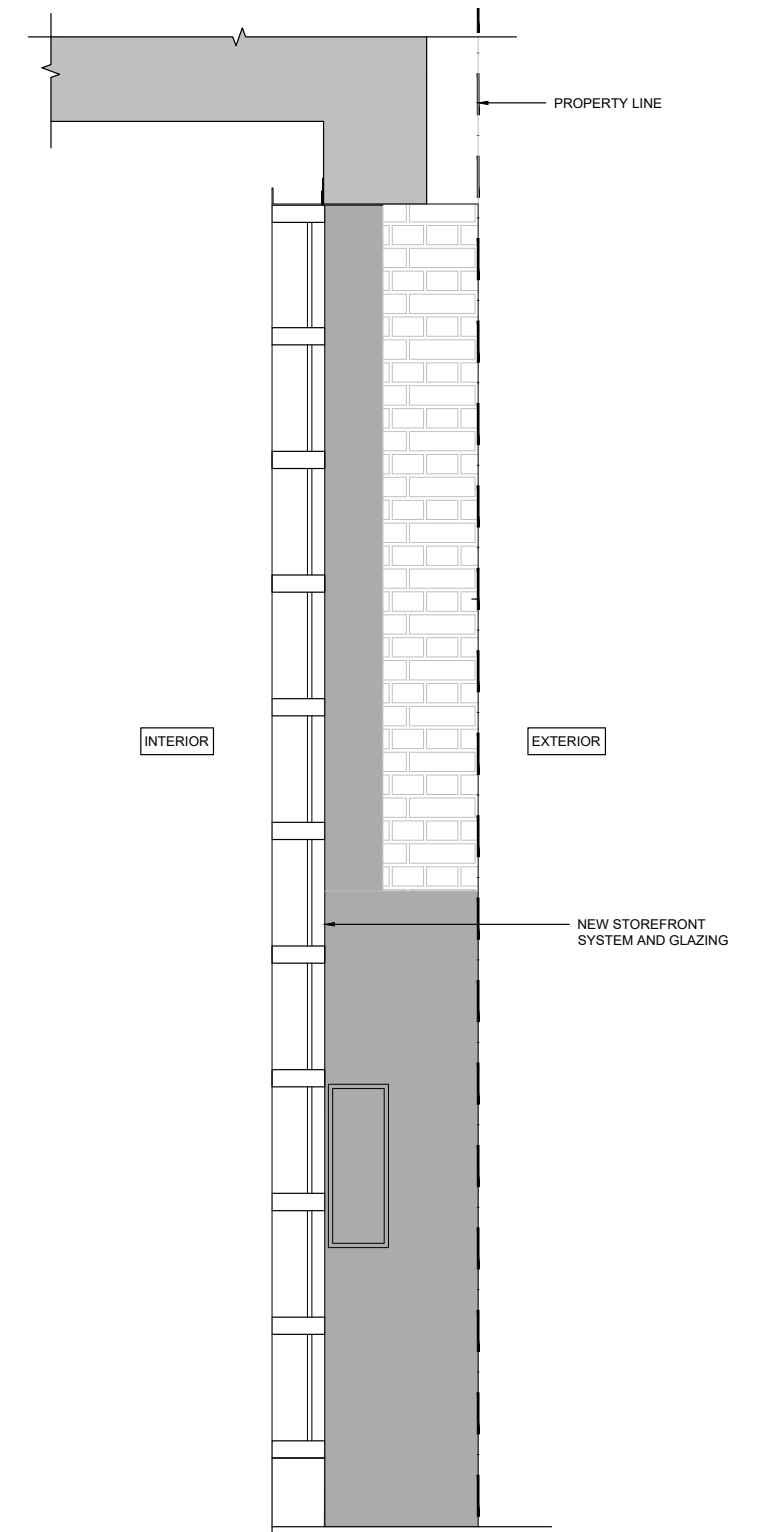 PROPERTY LINE
INTERIOR
EXTERIOR
NEW STOREFRONT
SYSTEM AND GLAZING